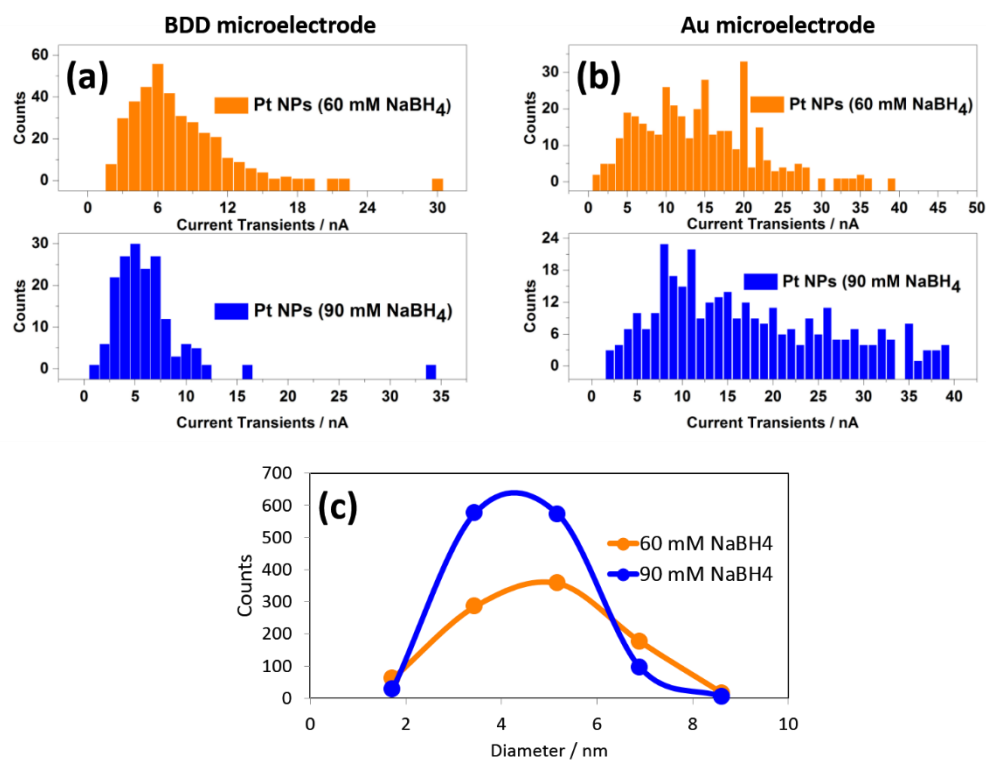 BDD microelectrode
Au microelectrode
(a)
60
40
20
0
Counts
Pt NPs (60 mM NaBH4)
0 6 12 18 24 30
Current Transients / nA
(b)
30
20
10
0
Counts
Pt NPs (60 mM NaBH4)
0 5 10 15 20 25 30 35 40 45 50
Current Transients / nA
30
20
10
0
Counts
Pt NPs (90 mM NaBH4)
0 5 10 15 20 25 30 35
Current Transients / nA
24
18
12
6
0
Counts
Pt NPs (90 mM NaBH4
0 5 10 15 20 25 30 35 40
Current Transients / nA
(c)
700
600
500
400
300
200
100
0
Counts
60 mM NaBH4
90 mM NaBH4
0 2 4 6 8 10
Diameter / nm